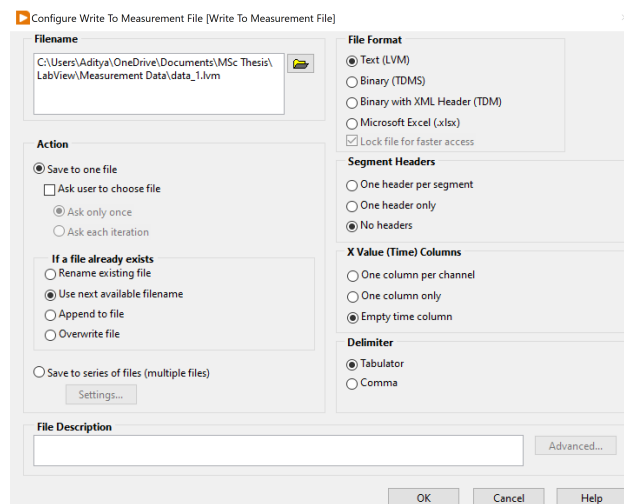 Configure Write To Measurement File [Write To Measurement File]
Filename
C:\Users\Aditya\OneDrive\Documents\MSc Thesis\
LabView\Measurement Data\data_1.lvm
Action
Save to one file
Ask user to choose file
Ask only once
Ask each iteration
If a file already exists
Rename existing file
Use next available filename
Append to file
Overwrite file
Save to series of files (multiple files)
Settings...
File Format
Text (LVM)
Binary (TDMS)
Binary with XML Header (TDM)
Microsoft Excel (.xlsx)
Lock file for faster access
Segment Headers
One header per segment
One header only
No headers
X Value (Time) Columns
One column per channel
One column only
Empty time column
Delimiter
Tabulator
Comma
File Description
Advanced...
OK
Cancel
Help